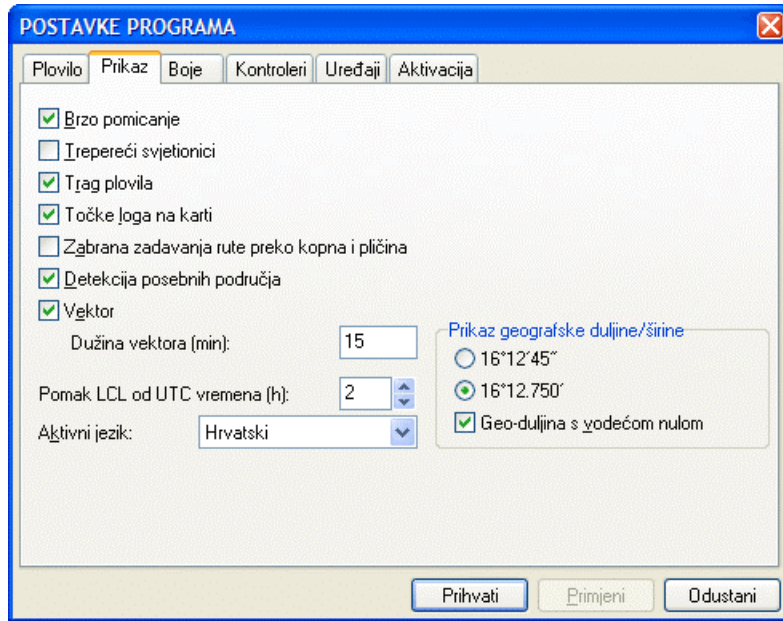 POSTAVKE PROGRAMA
Plovilo Prikaz Boje Kontroleri Uređaji Aktivacija
Brzo pomicanje
Trepereći svjetionici
Trag plovila
Točke loga na karti
Zabrana zadavanja rute preko kopna i pličina
Detekcija posebnih područja
Vektor
Dužina vektora (min): 15
Pomak LCL od UTC vremena (h): 2
Aktivni jezik: Hrvatski
Prikaz geografske duljine/širine
16°12´45˝
16°12.750´
Geo-duljina s vodećom nulom
Prihvati Primjeni Odustani